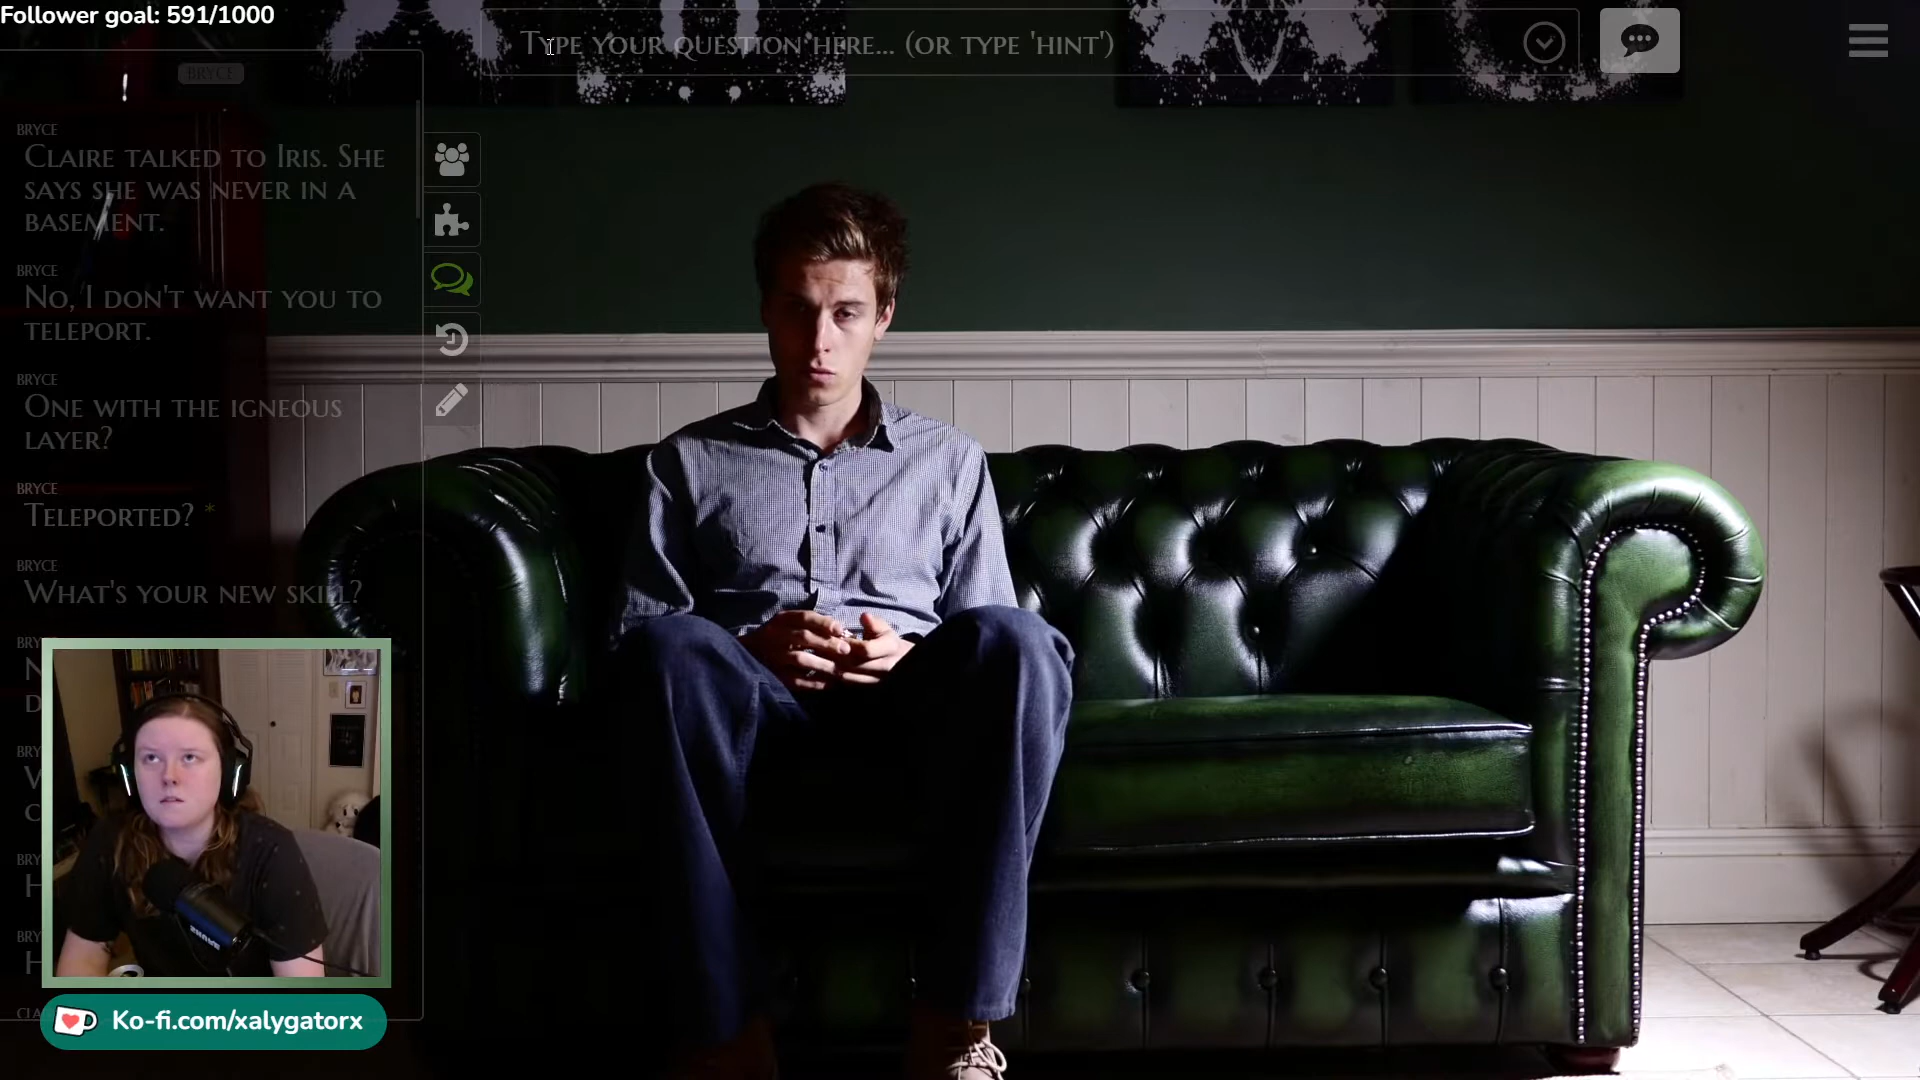 Follower goal: 591/1000
Type your question here... (or type 'hint')
BRYCE
BRYCE
Claire talked to Iris. She
says she was never in a
basement.
BRYCE
No, I don't want you to
teleport.
BRYCE
One with the igneous
layer?
BRYCE
Teleported? *
BRYCE
What's your new skill?
Ko-fi.com/xalygatorx